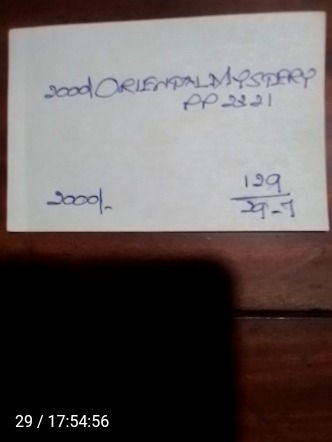 2000/ ORIENTAL MYSTERY
PP 2321
2000/-
129
29-7
29 / 17:54:56